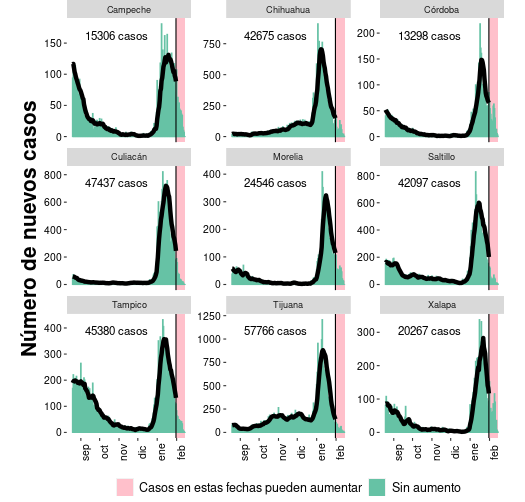 Número de nuevos casos
Campeche
Chihuahua
Córdoba
15306 casos
42675 casos
13298 casos
150
100
50
0
750
500
250
0
200
150
100
50
0
Culiacán
Morelia
Saltillo
47437 casos
24546 casos
42097 casos
800
600
400
200
0
400
300
200
100
0
800
600
400
200
0
Tampico
Tijuana
Xalapa
45380 casos
57766 casos
20267 casos
400
300
200
100
0
1250
1000
750
500
250
0
300
200
100
0
sep oct nov dic ene feb
sep oct nov dic ene feb
sep oct nov dic ene feb
Casos en estas fechas pueden aumentar
Sin aumento